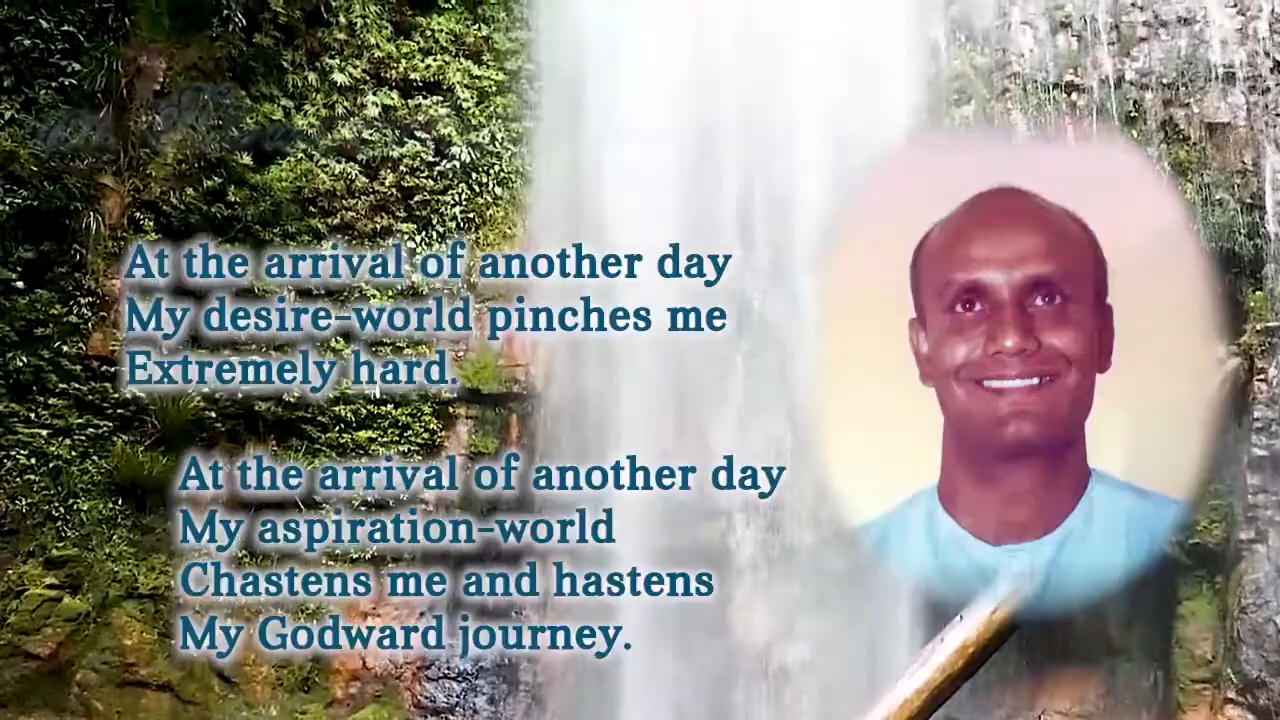 At the arrival of another day
My desire-world pinches me
Extremely hard.
At the arrival of another day
My aspiration-world
Chastens me and hastens
My Godward journey.